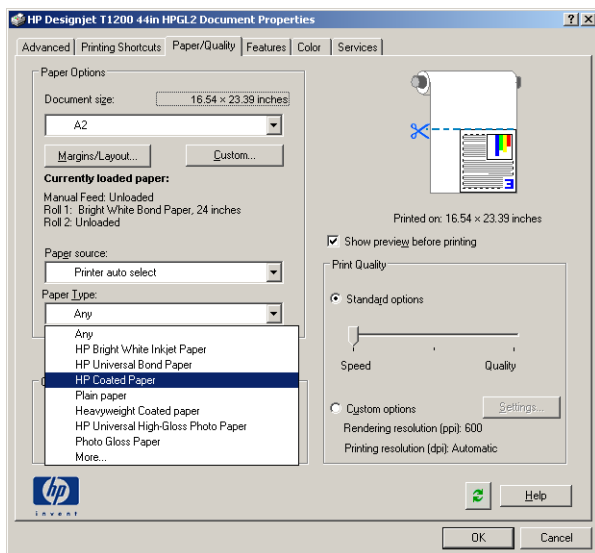 HP Designjet T1200 44in HPGL2 Document Properties
Advanced
Printing Shortcuts
Paper/Quality
Features
Color
Services
Paper Options
Document size:
16.54 × 23.39 inches
A2
Margins/Layout...
Custom...
Currently loaded paper:
Manual Feed: Unloaded
Roll 1: Bright White Bond Paper, 24 inches
Roll 2: Unloaded
Paper source:
Printer auto select
Paper Type:
Any
Any
HP Bright White Inkjet Paper
HP Universal Bond Paper
HP Coated Paper
Plain paper
Heavyweight Coated paper
HP Universal High-Gloss Photo Paper
Photo Gloss Paper
More...
hp
invent
3
Printed on: 16.54 × 23.39 inches
Show preview before printing
Print Quality
Standard options
Speed
Quality
Custom options
Settings...
Rendering resolution (ppi): 600
Printing resolution (dpi): Automatic
Help
OK
Cancel